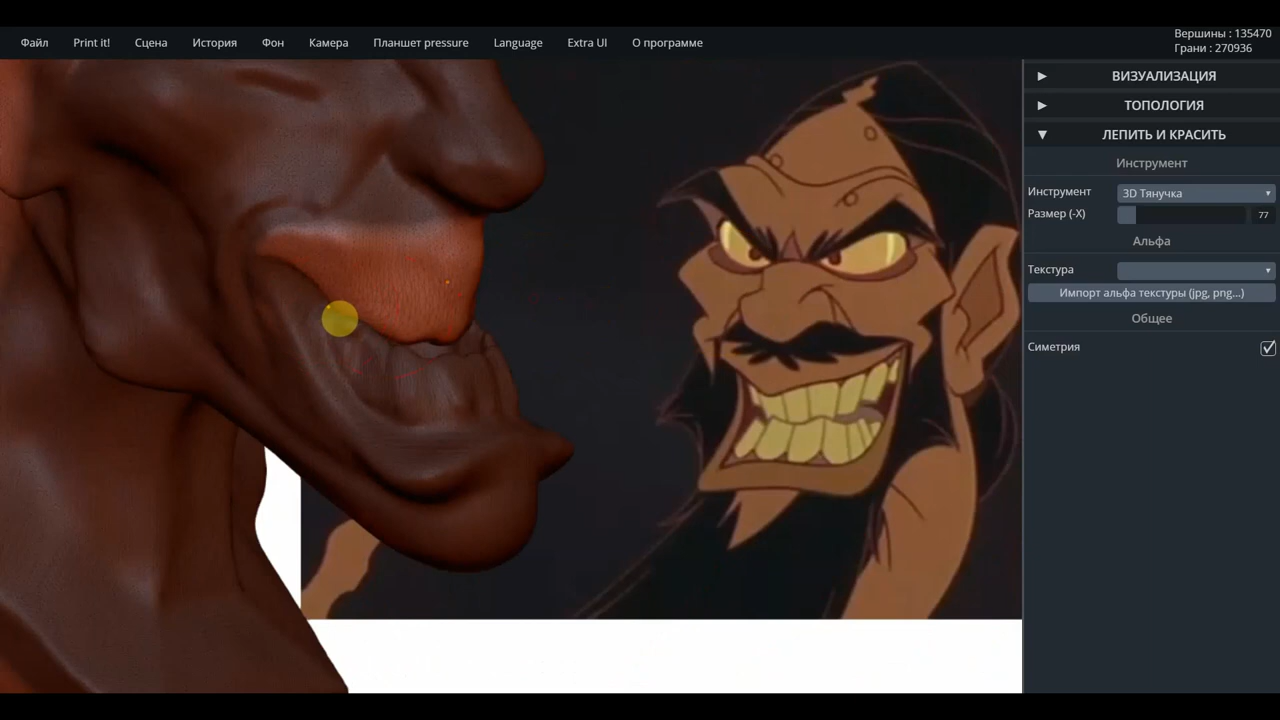 Файл Print it! Сцена История Фон Камера Планшет pressure Language Extra UI О программе
Вершины : 135470
Грани : 270936
ВИЗУАЛИЗАЦИЯ
ТОПОЛОГИЯ
ЛЕПИТЬ И КРАСИТЬ
Инструмент
Инструмент 3D Тянучка
Размер (-X) 77
Альфа
Текстура
Импорт альфа текстуры (jpg, png...)
Общее
Симетрия